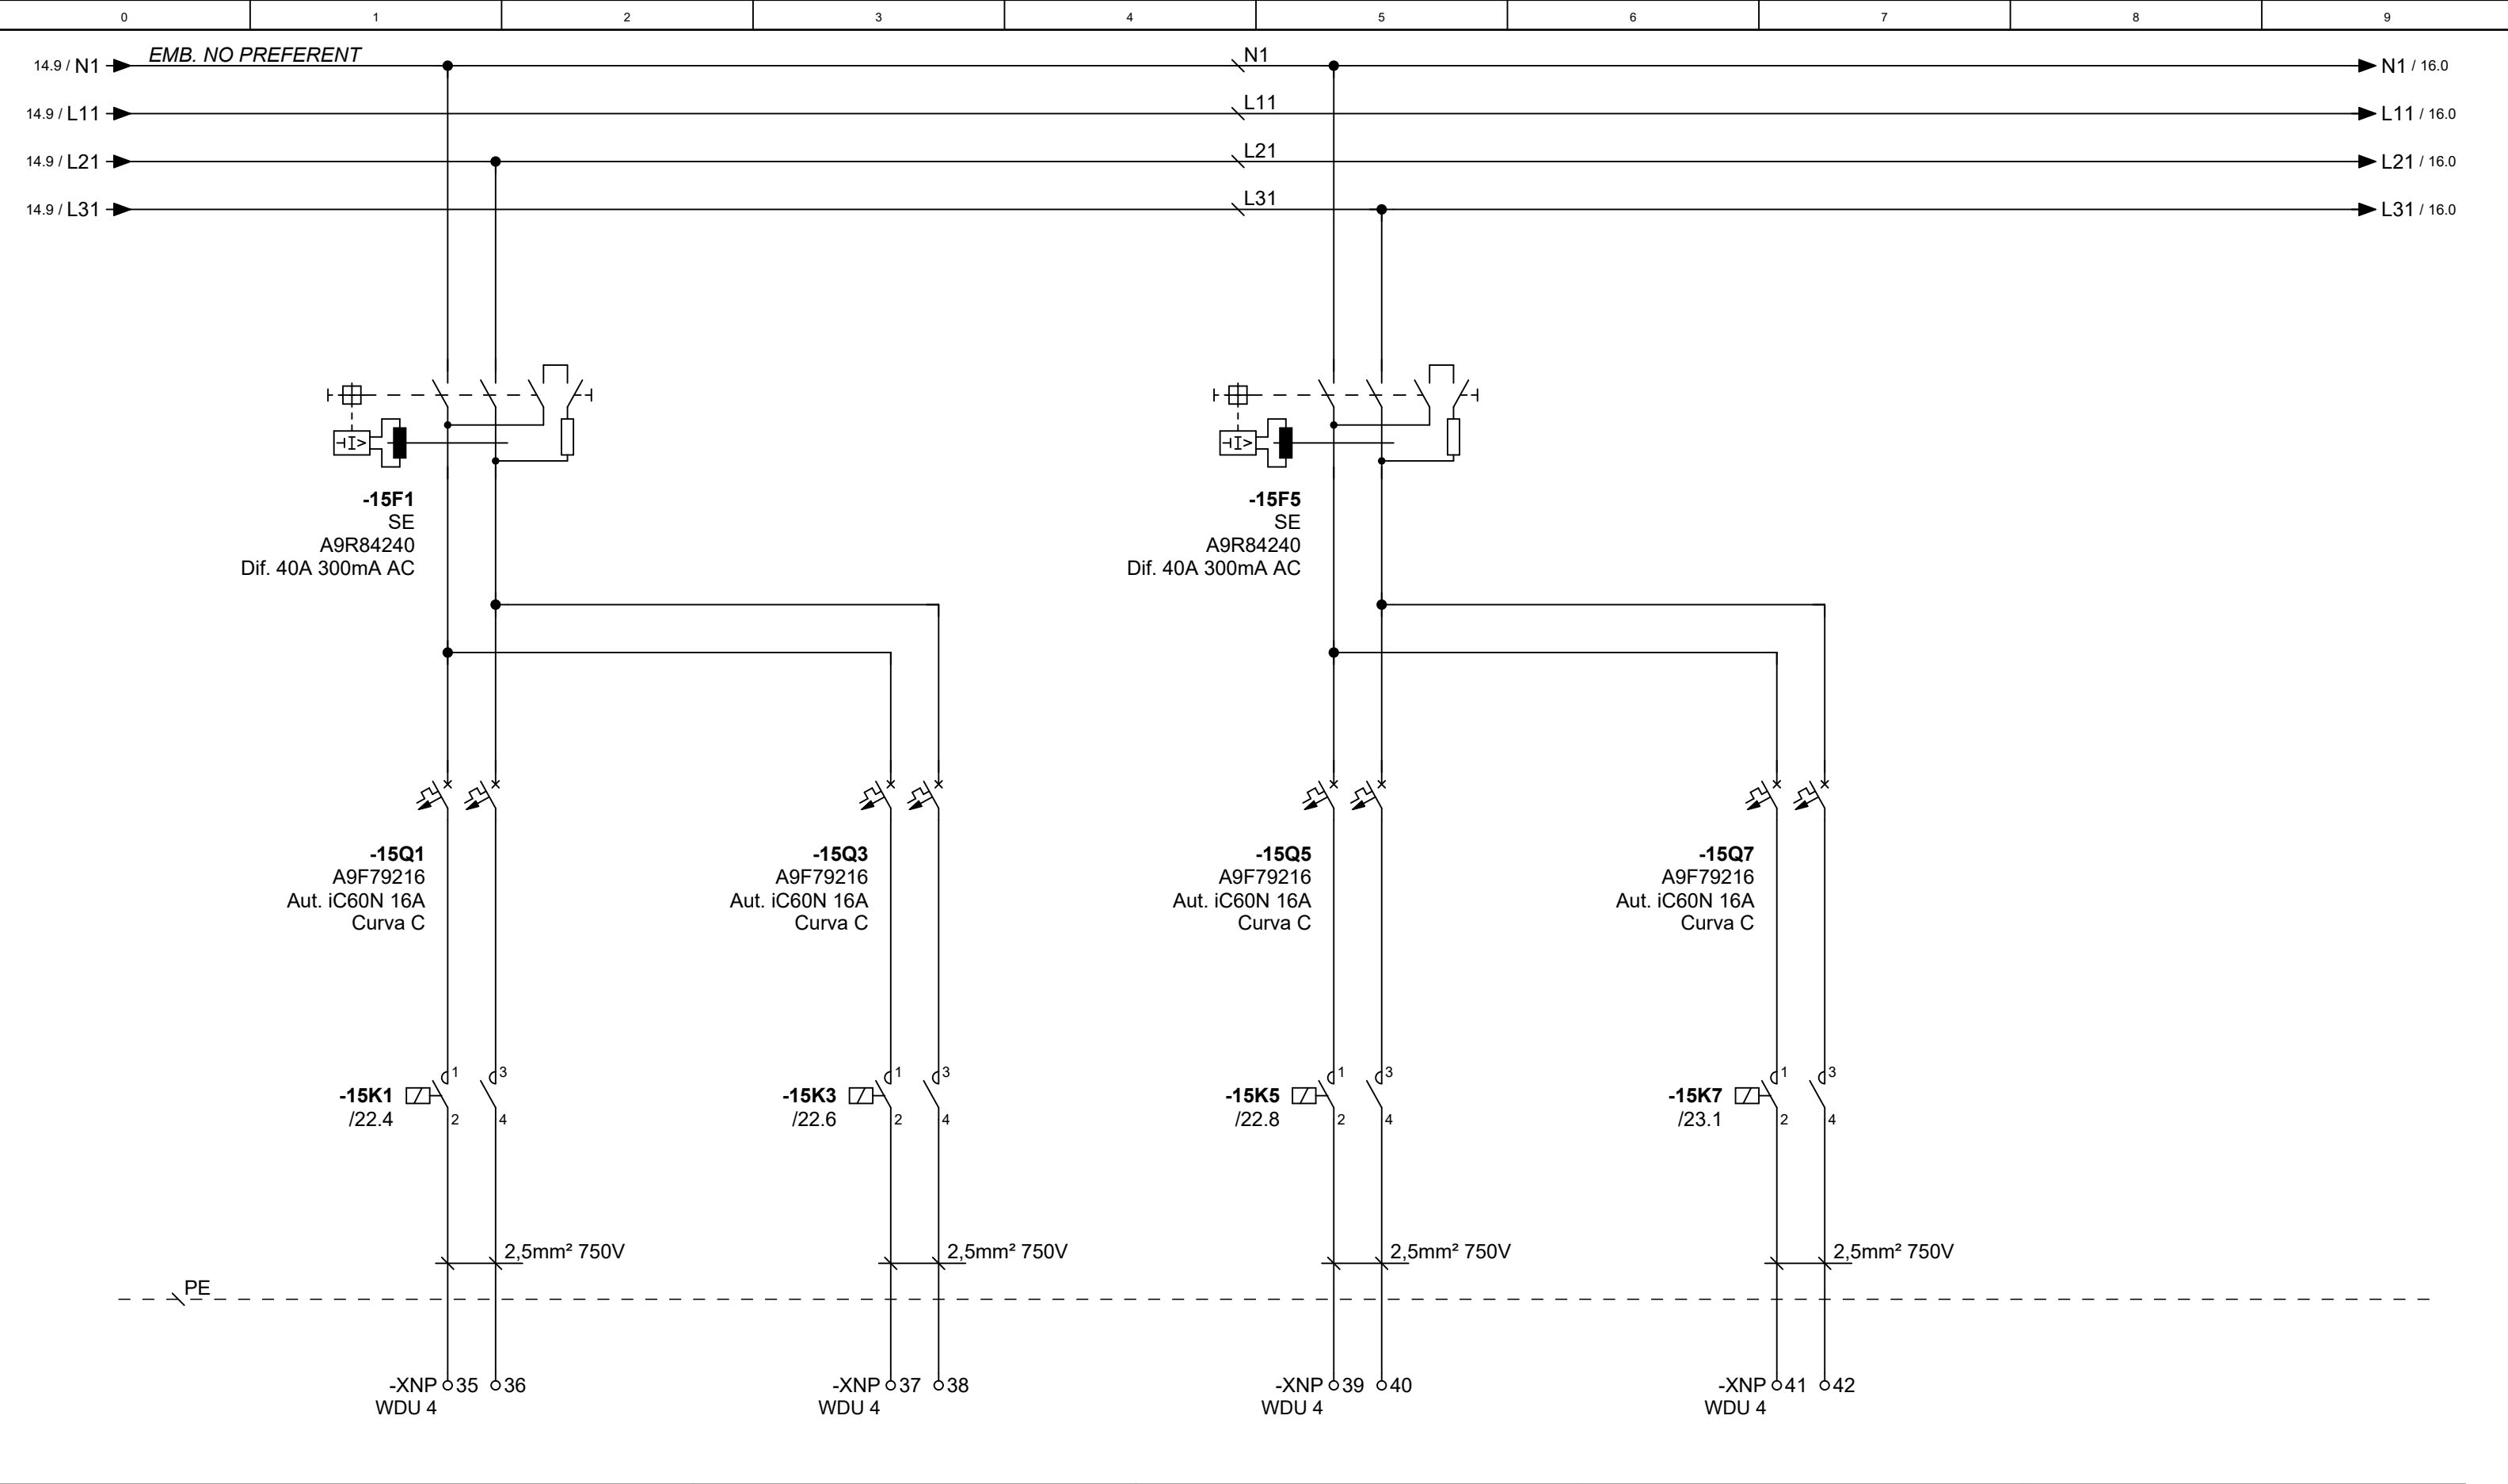 0 1 2 3 4 5 6 7 8 9
EMB. NO PREFERENT
14.9 / N1 N1 N1 / 16.0
14.9 / L11 L11 L11 / 16.0
14.9 / L21 L21 L21 / 16.0
14.9 / L31 L31 L31 / 16.0
-15F1 -15F5
SE SE
A9R84240 A9R84240
Dif. 40A 300mA AC Dif. 40A 300mA AC
-15Q1 -15Q3 -15Q5 -15Q7
A9F79216 A9F79216 A9F79216 A9F79216
Aut. iC60N 16A Aut. iC60N 16A Aut. iC60N 16A Aut. iC60N 16A
Curva C Curva C Curva C Curva C
1 3 1 3 1 3 1 3
-15K1 -15K3 -15K5 -15K7
/22.4 2 4 /22.6 2 4 /22.8 2 4 /23.1 2 4
2,5mm² 750V 2,5mm² 750V 2,5mm² 750V 2,5mm² 750V
PE
-XNP 35 36 -XNP 37 38 -XNP 39 40 -XNP 41 42
WDU 4 WDU 4 WDU 4 WDU 4